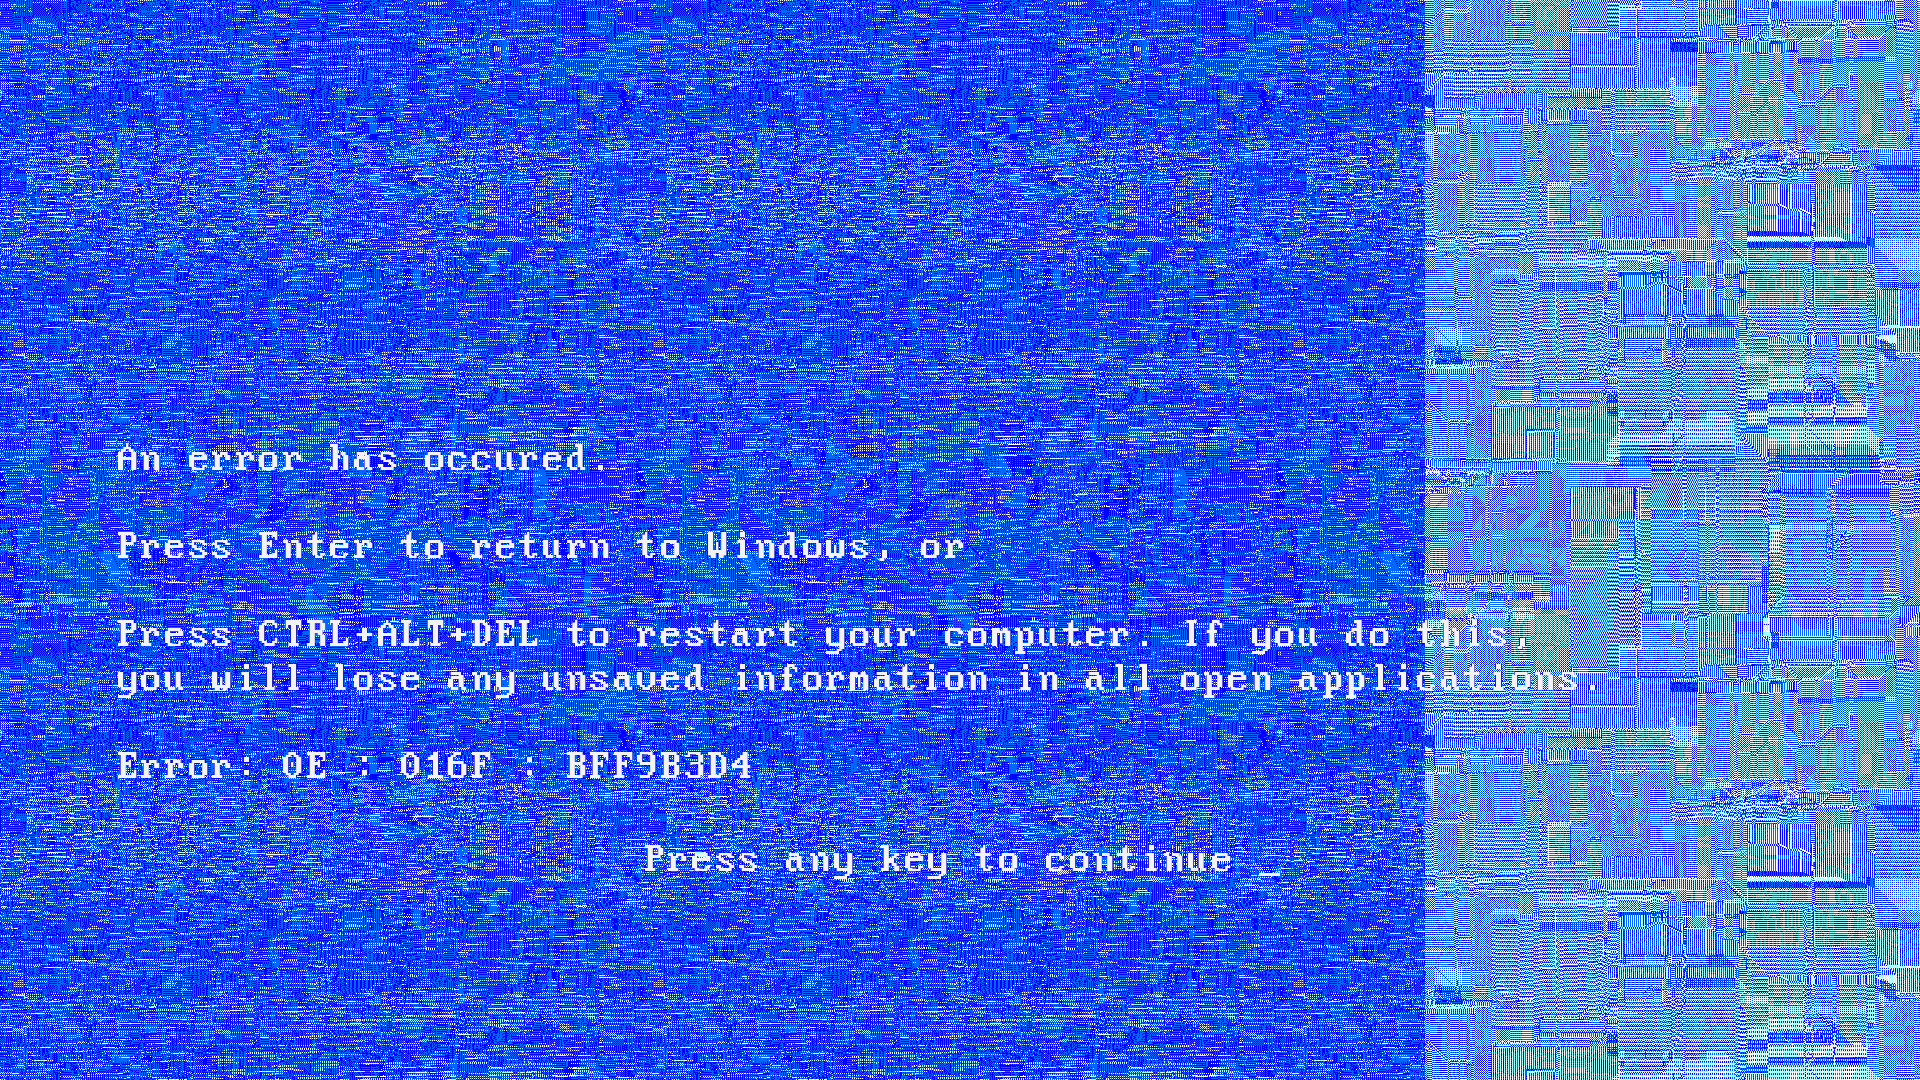 An error has occured.
Press Enter to return to Windows, or
Press CTRL+ALT+DEL to restart your computer. If you do this,
you will lose any unsaved information in all open applications.
Error: 0E : 016F : BFF9B3D4
Press any key to continue _